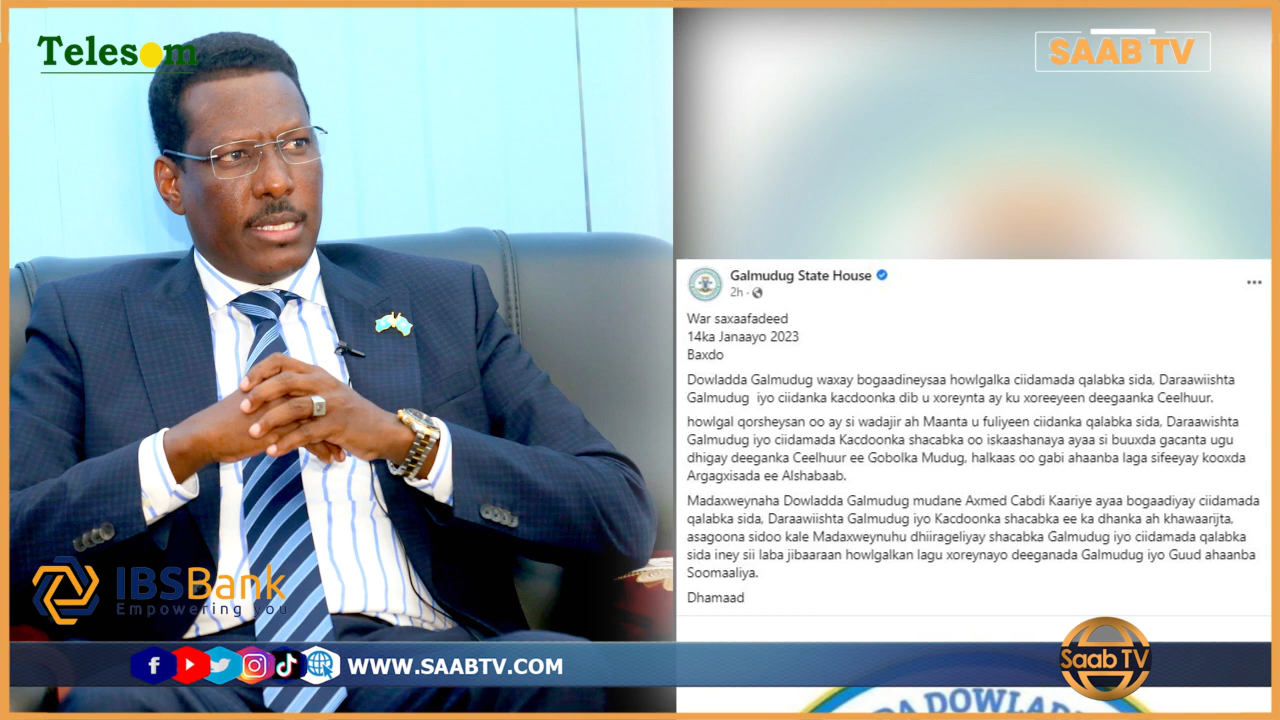 Telesom
SAAB TV
Galmudug State House
2h
War saxaafadeed
14ka Janaayo 2023
Baxdo
Dowladda Galmudug waxay bogaadineysaa howlgalka ciidamada qalabka sida, Daraawiishta
Galmudug iyo ciidanka kacdoonka dib u xoreynta ay ku xoreeyeen deegaanka Ceelhuur.
howlgal qorsheysan oo ay si wadajir ah Maanta u fuliyeen ciidanka qalabka sida, Daraawishta
Galmudug iyo ciidamada Kacdoonka shacabka oo iskaashanaya ayaa si buuxda gacanta ugu
dhigay deeganka Ceelhuur ee Gobolka Mudug, halkaas oo gabi ahaanba laga sifeeyay kooxda
Argagxisada ee Alshabaab.
Madaxweynaha Dowladda Galmudug mudane Axmed Cabdi Kaariye ayaa bogaadiyay ciidamada
qalabka sida, Daraawiishta Galmudug iyo Kacdoonka shacabka ee ka dhanka ah khawaarijta,
asagoona sidoo kale Madaxweynuhu dhiirageliyay shacabka Galmudug iyo ciidamada qalabka
sida iney sii laba jibaaraan howlgalkan lagu xoreynayo deeganada Galmudug iyo Guud ahaanba
Soomaaliya.
Dhamaad
IBSBank
Empowering you
WWW.SAABTV.COM
Saab TV